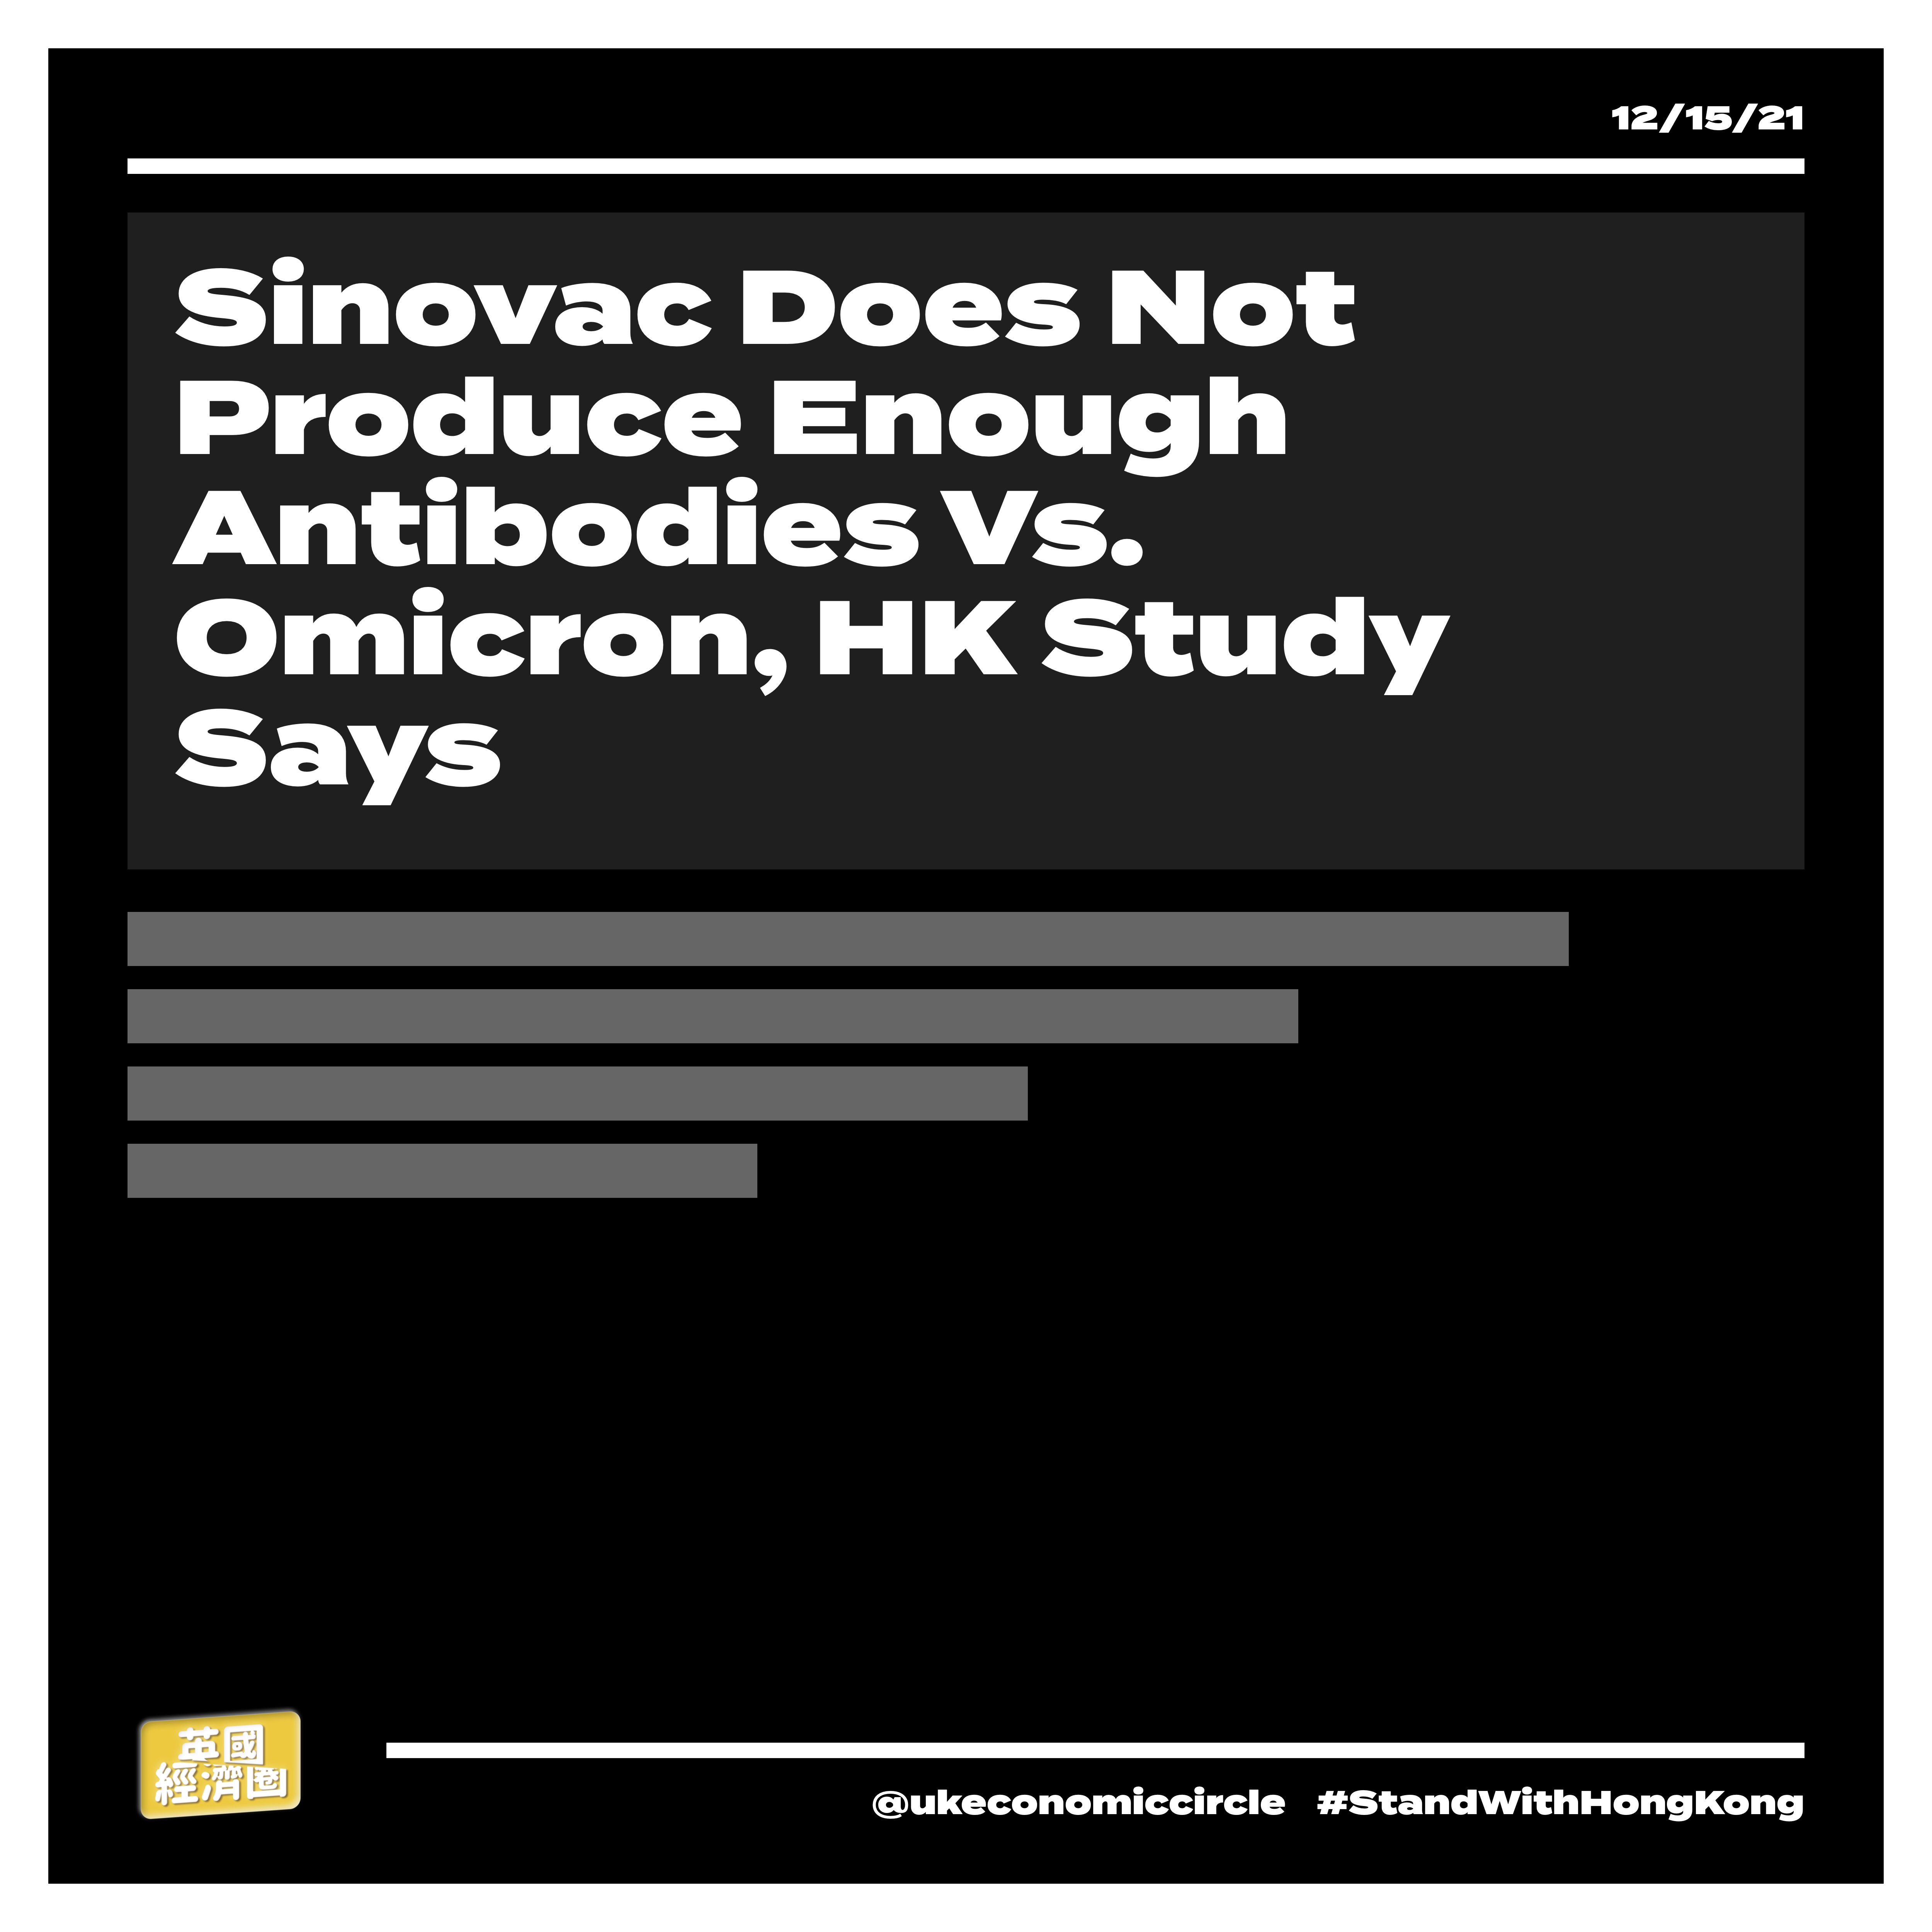 12/15/21
Sinovac Does Not
Produce Enough
Antibodies Vs.
Omicron, HK Study
Says
英國
經濟圈
@ukeconomiccircle #StandWithHongKong